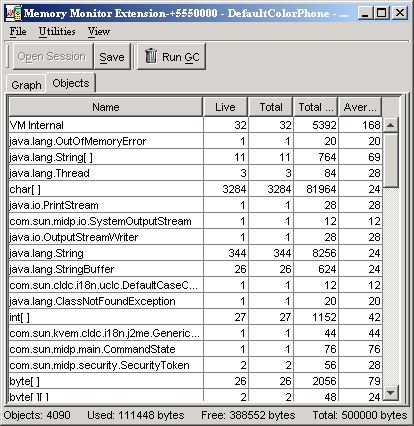 Memory Monitor Extension-+5550000 - DefaultColorPhone - ...
File Utilities View
Open Session Save Run GC
Graph Objects
Name Live Total Total ... Aver...
VM Internal 32 32 5392 168
java.lang.OutOfMemoryError 1 1 20 20
java.lang.String[ ] 11 11 764 69
java.lang.Thread 3 3 84 28
char[ ] 3284 3284 81964 24
java.io.PrintStream 1 1 28 28
com.sun.midp.io.SystemOutputStream 1 1 12 12
java.io.OutputStreamWriter 1 1 28 28
java.lang.String 344 344 8256 24
java.lang.StringBuffer 26 26 624 24
com.sun.cldc.i18n.uclc.DefaultCaseC... 1 1 12 12
java.lang.ClassNotFoundException 1 1 20 20
int[ ] 27 27 1152 42
com.sun.kvem.cldc.i18n.j2me.Generic... 1 1 44 44
com.sun.midp.main.CommandState 1 1 76 76
com.sun.midp.security.SecurityToken 2 2 56 28
byte[ ] 26 26 2056 79
byte[ ][ ] 2 2 48 24
Objects: 4090 Used: 111448 bytes Free: 388552 bytes Total: 500000 bytes